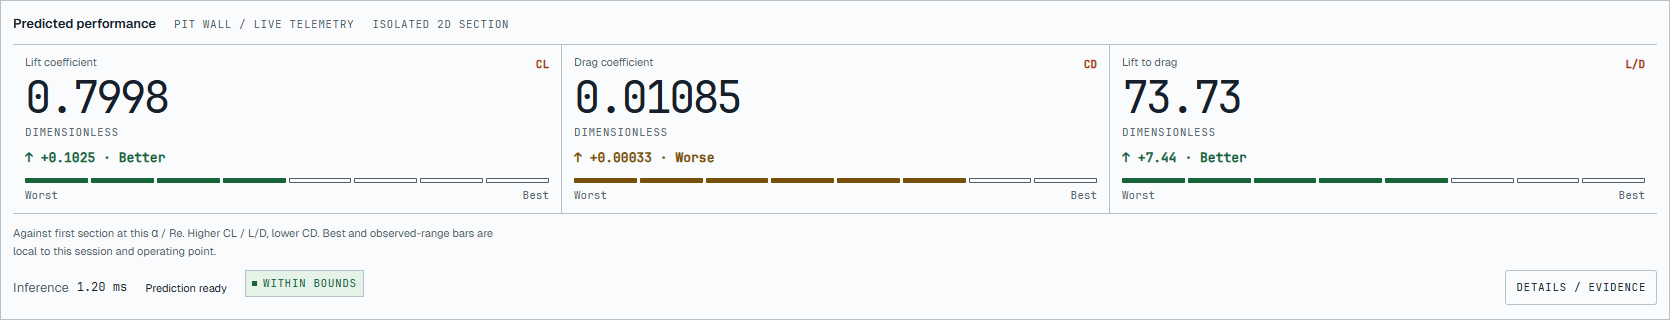 Predicted performance PIT WALL / LIVE TELEMETRY ISOLATED 2D SECTION
Lift coefficient CL
0.7998
DIMENSIONLESS
↑ +0.1025 · Better
Worst Best
Drag coefficient CD
0.01085
DIMENSIONLESS
↑ +0.00033 · Worse
Worst Best
Lift to drag L/D
73.73
DIMENSIONLESS
↑ +7.44 · Better
Worst Best
Against first section at this α / Re. Higher CL / L/D, lower CD. Best and observed-range bars are
local to this session and operating point.
Inference 1.20 ms Prediction ready WITHIN BOUNDS
DETAILS / EVIDENCE